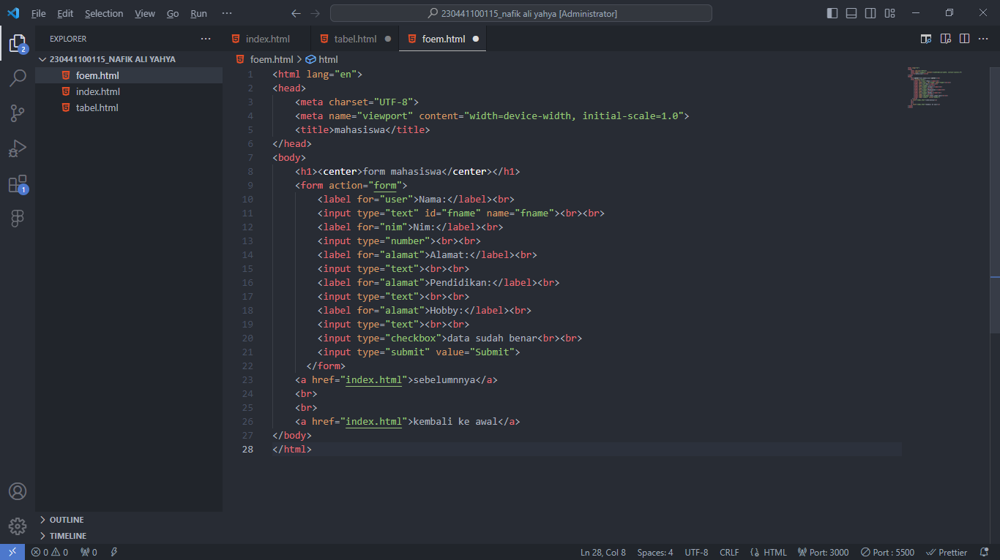 File Edit Selection View Go Run ··· 230441100115_nafik ali yahya [Administrator]
EXPLORER ···
230441100115_NAFIK ALI YAHYA
foem.html
index.html
tabel.html
OUTLINE
TIMELINE
2
1
index.html tabel.html foem.html
foem.html > html
1 <html lang="en">
2 <head>
3 <meta charset="UTF-8">
4 <meta name="viewport" content="width=device-width, initial-scale=1.0">
5 <title>mahasiswa</title>
6 </head>
7 <body>
8 <h1><center>form mahasiswa</center></h1>
9 <form action="form">
10 <label for="user">Nama:</label><br>
11 <input type="text" id="fname" name="fname"><br><br>
12 <label for="nim">Nim:</label><br>
13 <input type="number"><br><br>
14 <label for="alamat">Alamat:</label><br>
15 <input type="text"><br><br>
16 <label for="alamat">Pendidikan:</label><br>
17 <input type="text"><br><br>
18 <label for="alamat">Hobby:</label><br>
19 <input type="text"><br><br>
20 <input type="checkbox">data sudah benar<br><br>
21 <input type="submit" value="Submit">
22 </form>
23 <a href="index.html">sebelumnnya</a>
24 <br>
25 <br>
26 <a href="index.html">kembali ke awal</a>
27 </body>
28 </html>
0 0 0 Ln 28, Col 8 Spaces: 4 UTF-8 CRLF HTML Port: 3000 Port : 5500 Prettier